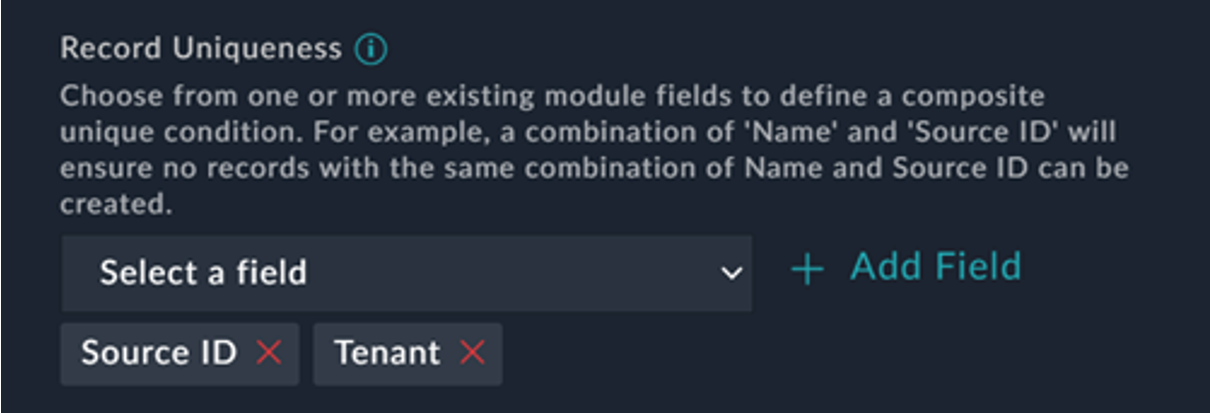 Record Uniqueness
Choose from one or more existing module fields to define a composite
unique condition. For example, a combination of 'Name' and 'Source ID' will
ensure no records with the same combination of Name and Source ID can be
created.
Select a field
+ Add Field
Source ID ×
Tenant ×